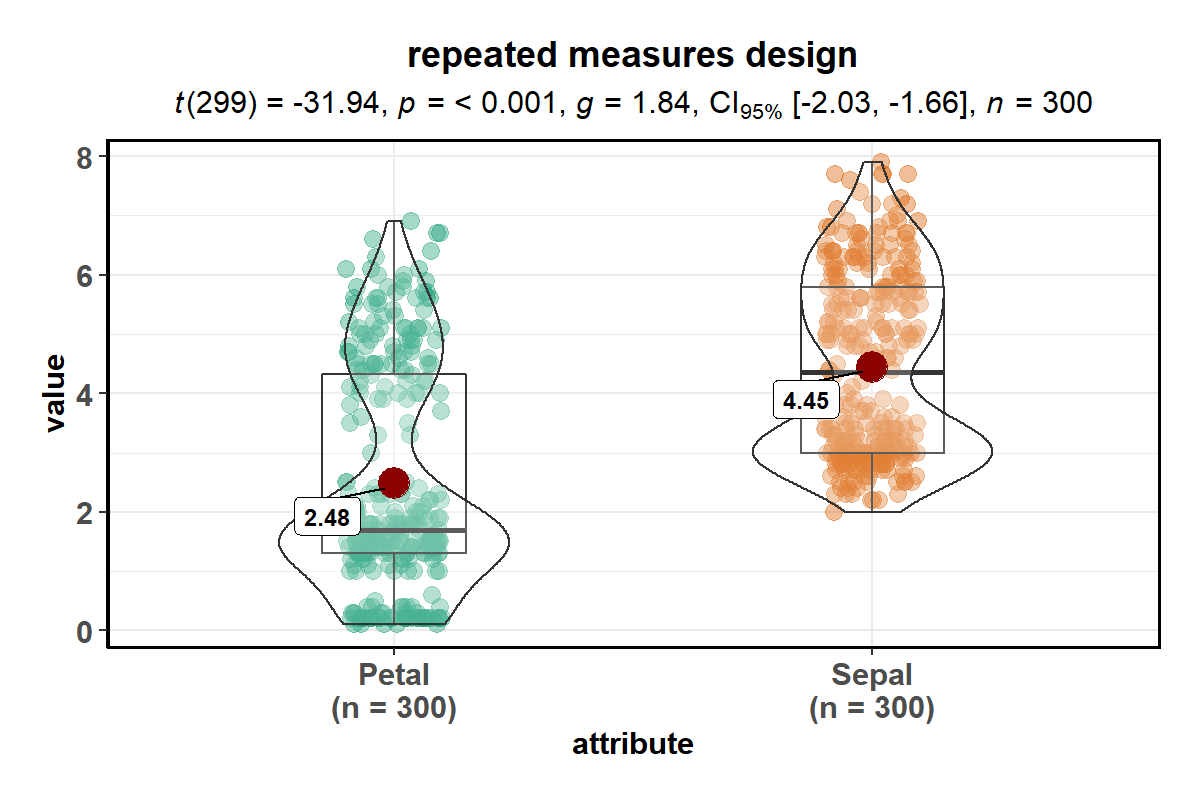 repeated measures design
t(299) = -31.94, p = < 0.001, g = 1.84, CI95% [-2.03, -1.66], n = 300
8
6
4
2
0
value
2.48
4.45
Petal
(n = 300)
Sepal
(n = 300)
attribute